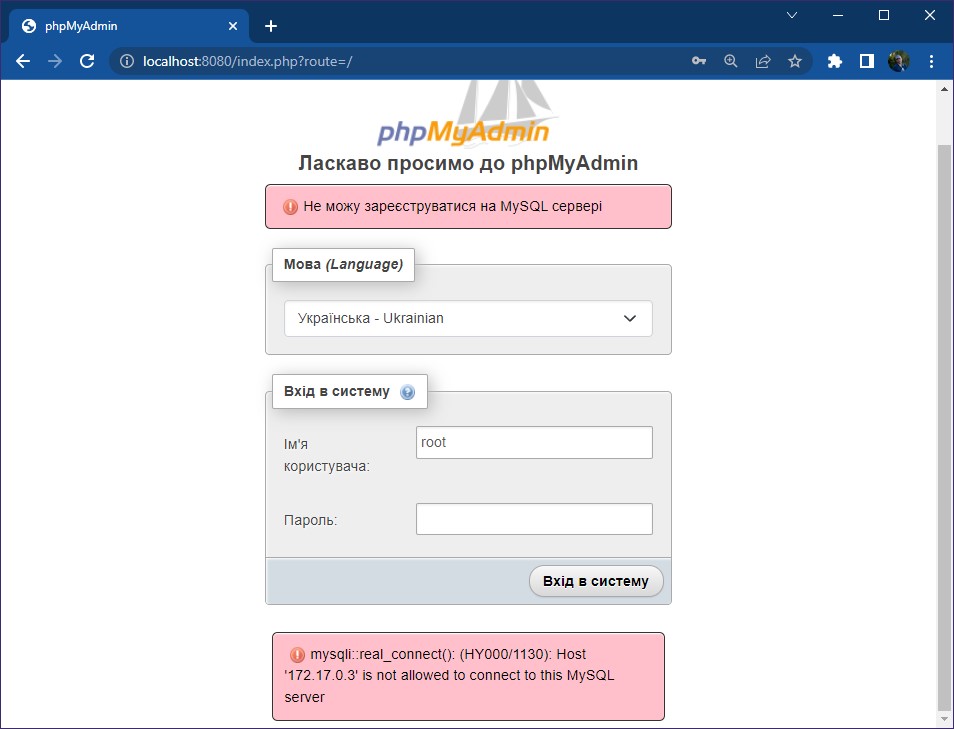 phpMyAdmin
localhost:8080/index.php?route=/
phpMyAdmin
Ласкаво просимо до phpMyAdmin
Не можу зареєструватися на MySQL сервері
Мова (Language)
Українська - Ukrainian
Вхід в систему
Ім'я
користувача:
root
Пароль:
Вхід в систему
mysqli::real_connect(): (HY000/1130): Host
'172.17.0.3' is not allowed to connect to this MySQL
server